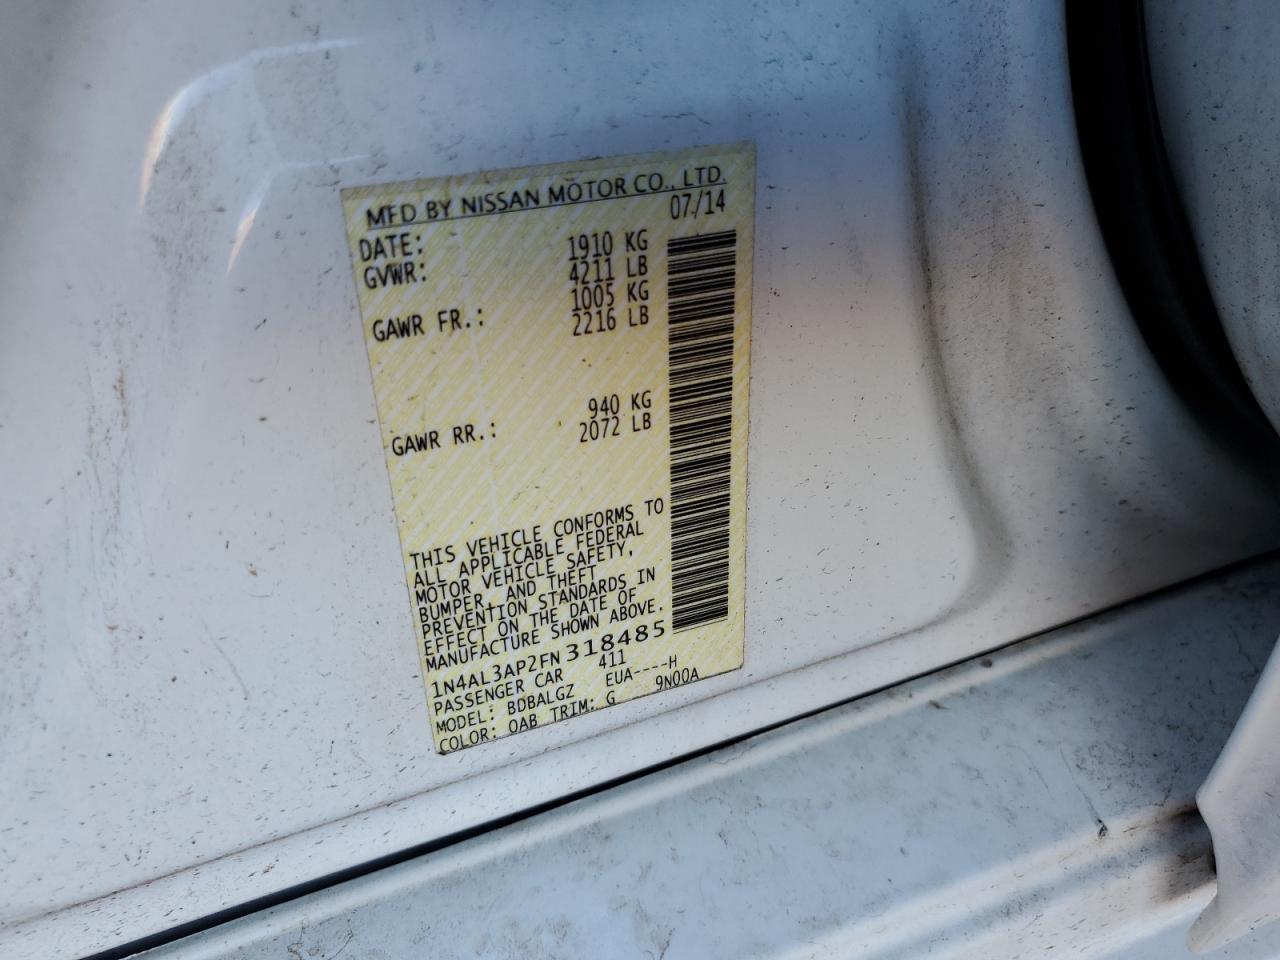 MFD BY NISSAN MOTOR CO., LTD.
DATE: 07/14
GVWR: 1910 KG
4211 LB
GAWR FR.: 1005 KG
2216 LB
GAWR RR.: 940 KG
2072 LB
THIS VEHICLE CONFORMS TO
ALL APPLICABLE FEDERAL
MOTOR VEHICLE SAFETY,
BUMPER, AND THEFT
PREVENTION STANDARDS IN
EFFECT ON THE DATE OF
MANUFACTURE SHOWN ABOVE.
1N4AL3AP2FN318485
PASSENGER CAR 411
MODEL: BDBALGZ EUA----H
COLOR: QAB TRIM: G 9N00A